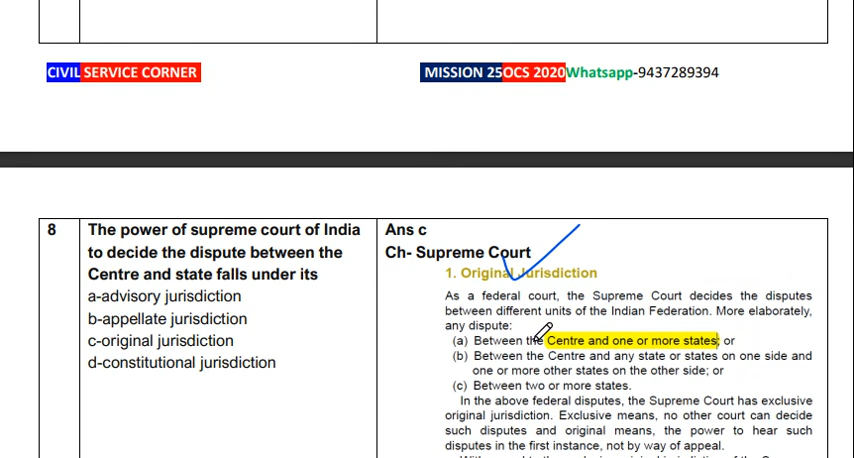 CIVIL SERVICE CORNER
MISSION 25OCS 2020Whatsapp-9437289394
8
The power of supreme court of India
to decide the dispute between the
Centre and state falls under its
a-advisory jurisdiction
b-appellate jurisdiction
c-original jurisdiction
d-constitutional jurisdiction
Ans c
Ch- Supreme Court
1. Original Jurisdiction
As a federal court, the Supreme Court decides the disputes
between different units of the Indian Federation. More elaborately,
any dispute:
(a) Between the Centre and one or more states; or
(b) Between the Centre and any state or states on one side and
one or more other states on the other side; or
(c) Between two or more states.
In the above federal disputes, the Supreme Court has exclusive
original jurisdiction. Exclusive means, no other court can decide
such disputes and original means, the power to hear such
disputes in the first instance, not by way of appeal.